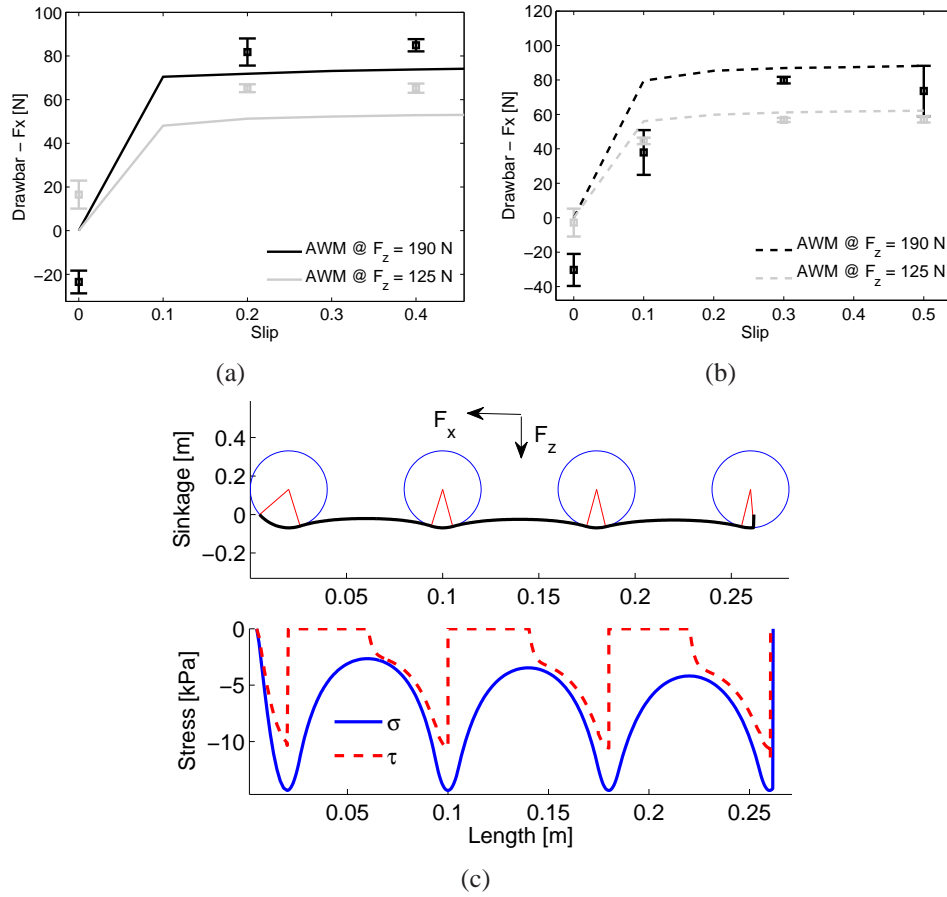 100
80
60
40
20
0
−20
Drawbar − Fx [N]
0 0.1 0.2 0.3 0.4
Slip
AWM @ F_z = 190 N
AWM @ F_z = 125 N
(a)
120
100
80
60
40
20
0
−20
−40
Drawbar − Fx [N]
0 0.1 0.2 0.3 0.4 0.5
Slip
AWM @ F_z = 190 N
AWM @ F_z = 125 N
(b)
F_x
F_z
0.4
0.2
0
−0.2
Sinkage [m]
0.05 0.1 0.15 0.2 0.25
0
−5
−10
Stress [kPa]
σ
τ
0.05 0.1 0.15 0.2 0.25
Length [m]
(c)